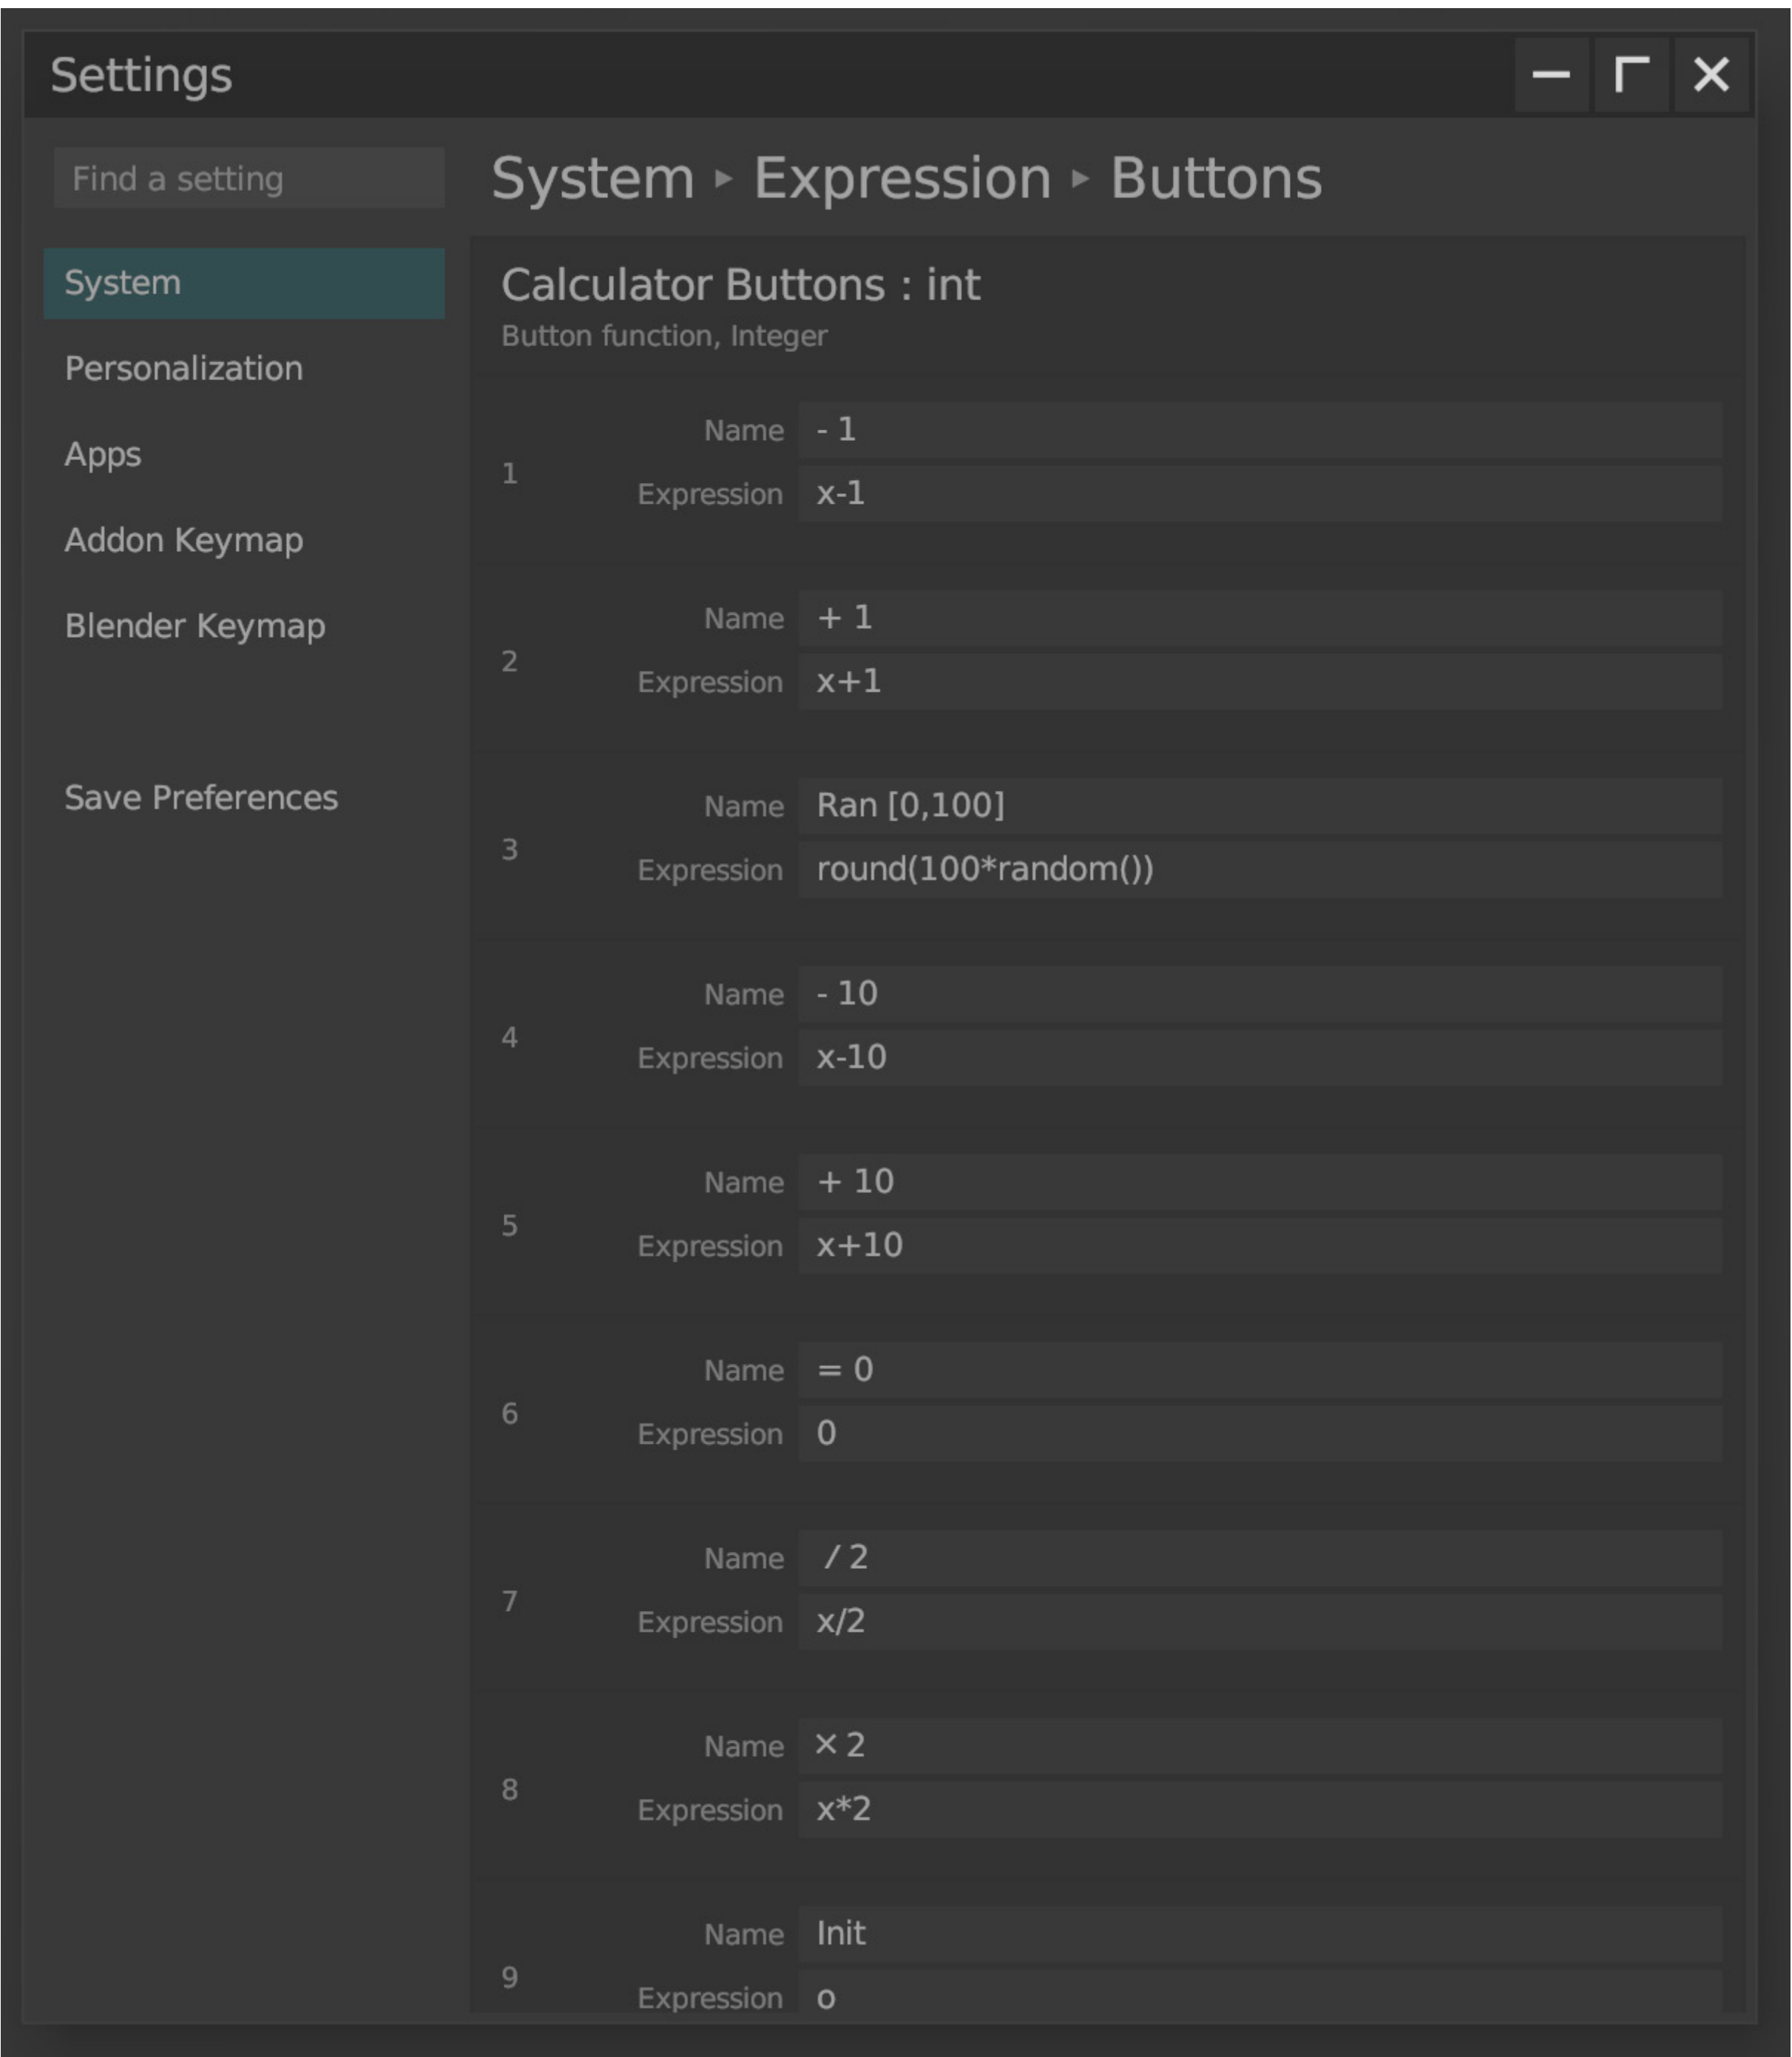 Settings
Find a setting
System ▸ Expression ▸ Buttons
System
Personalization
Apps
Addon Keymap
Blender Keymap
Save Preferences
Calculator Buttons : int
Button function, Integer
1
Name - 1
Expression x-1
2
Name + 1
Expression x+1
3
Name Ran [0,100]
Expression round(100*random())
4
Name - 10
Expression x-10
5
Name + 10
Expression x+10
6
Name = 0
Expression 0
7
Name / 2
Expression x/2
8
Name × 2
Expression x*2
9
Name Init
Expression o